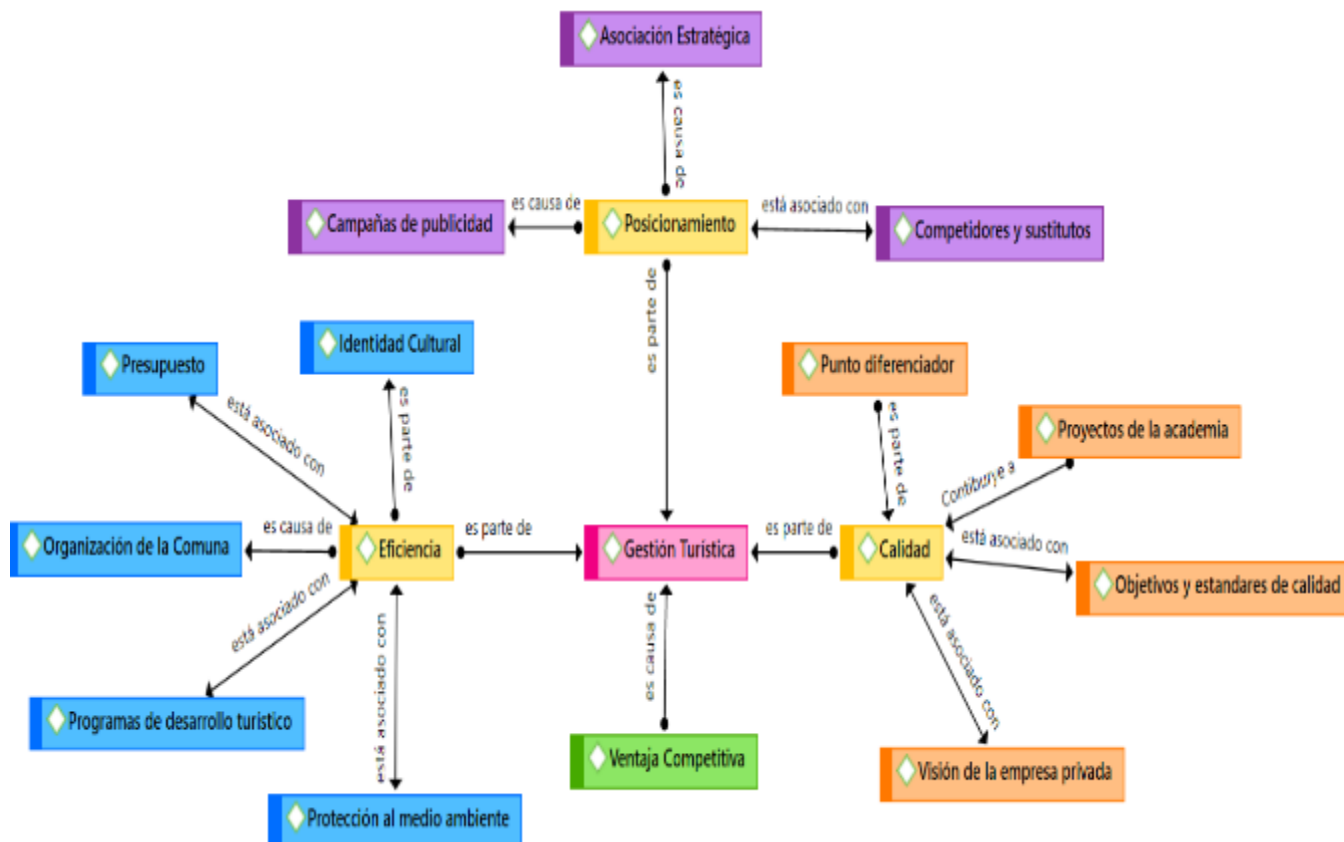 Asociación Estratégica
es causa de
Campañas de publicidad
es causa de
Posicionamiento
está asociado con
Competidores y sustitutos
es parte de
Identidad Cultural
Presupuesto
Punto diferenciador
está asociado con
es parte de
es parte de
Proyectos de la academia
Contiburye a
Organización de la Comuna
es causa de
Eficiencia
es parte de
Gestión Turística
es parte de
Calidad
está asociado con
Objetivos y estandares de calidad
está asociado con
está asociado con
es causa de
está asociado con
Programas de desarrollo turistico
Ventaja Competitiva
Visión de la empresa privada
Protección al medio ambiente